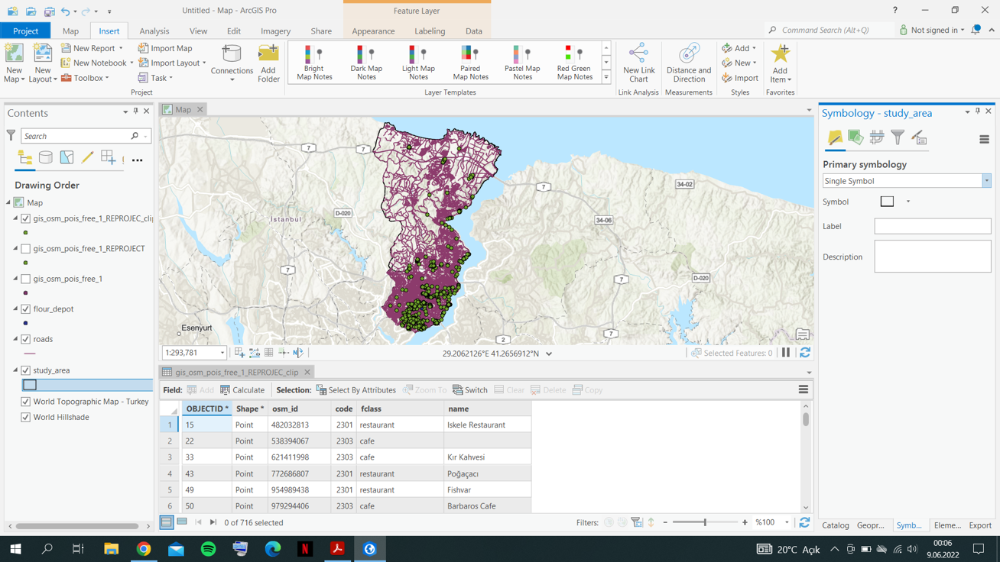 Untitled - Map - ArcGIS Pro
Feature Layer
Project
Map
Insert
Analysis
View
Edit
Imagery
Share
Appearance
Labeling
Data
Command Search (Alt+Q)
Not signed in
New Map
New Layout
New Report
New Notebook
Toolbox
Import Map
Import Layout
Task
Connections
Add Folder
Project
Bright Map Notes
Dark Map Notes
Light Map Notes
Paired Map Notes
Pastel Map Notes
Red Green Map Notes
Layer Templates
New Link Chart
Link Analysis
Distance and Direction
Measurements
Add
New
Import
Styles
Add Item
Favorites
Contents
Search
Drawing Order
Map
gis_osm_pois_free_1_REPROJEC_clip
gis_osm_pois_free_1_REPROJECT
gis_osm_pois_free_1
flour_depot
roads
study_area
World Topographic Map - Turkey
World Hillshade
Map
7
7
7
34-02
D-020
Istanbul
34-06
7
D-020
7
Esenyurt
2
7
1:293,781
29.2062126°E 41.2656912°N
Selected Features: 0
gis_osm_pois_free_1_REPROJEC_clip
Field: Add Calculate Selection: Select By Attributes Zoom To Switch Clear Delete Copy
OBJECTID * Shape * osm_id code fclass name
1 15 Point 482032813 2301 restaurant Iskele Restaurant
2 22 Point 538394067 2303 cafe
3 33 Point 621411998 2303 cafe Kır Kahvesi
4 43 Point 772686807 2301 restaurant Poğaçacı
5 49 Point 954989438 2301 restaurant Fishvar
6 50 Point 979294406 2303 cafe Barbaros Cafe
0 of 716 selected
Filters:
%100
Symbology - study_area
Primary symbology
Single Symbol
Symbol
Label
Description
Catalog Geopr... Symb... Eleme... Export
20°C Açık
00:06
9.06.2022